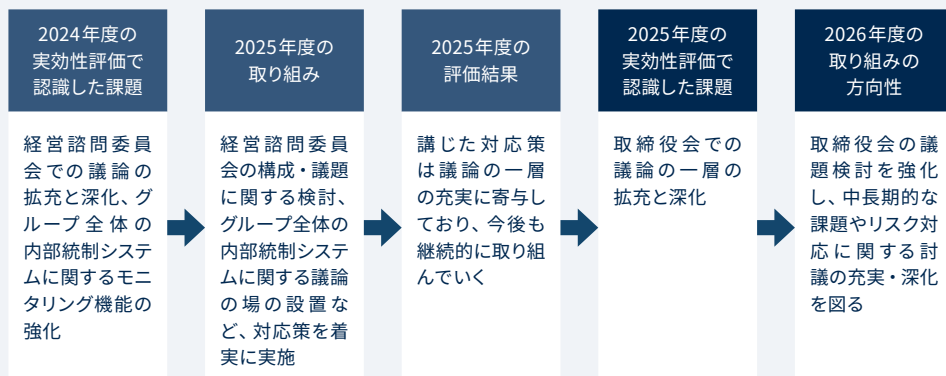 2024年度の
実効性評価で
認識した課題
経営諮問委員
会での議論の
拡充と深化、グ
ループ全体の
内部統制システ
ムに関するモニ
タリング機能の
強化
2025年度の
取り組み
経営諮問委員
会の構成・議題
に関する検討、
グループ全体の
内部統制システ
ムに関する議論
の場の設置な
ど、対応策を着
実に実施
2025年度の
評価結果
講じた対応策
は議論の一層
の充実に寄与し
ており、今後も
継続的に取り組
んでいく
2025年度の
実効性評価で
認識した課題
取締役会での
議論の一層の
拡充と深化
2026年度の
取り組みの
方向性
取締役会の議
題検討を強化
し、中長期的な
課題やリスク対
応に関する討
議の充実・深化
を図る